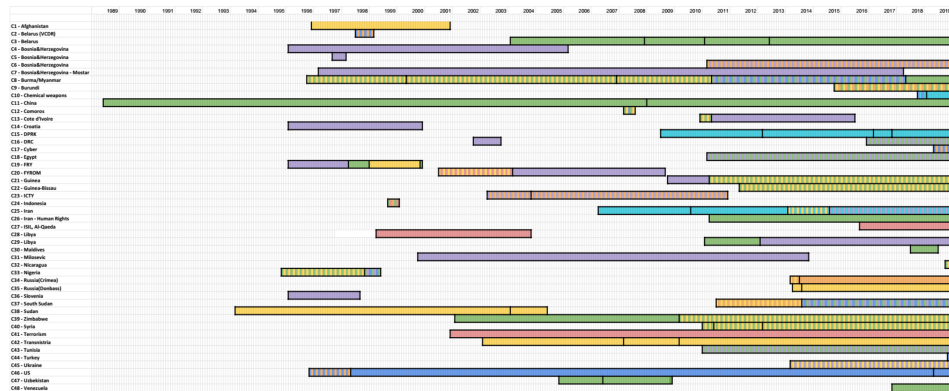 1989 1990 1991 1992 1993 1994 1995 1996 1997 1998 1999 2000 2001 2002 2003 2004 2005 2006 2007 2008 2009 2010 2011 2012 2013 2014 2015 2016 2017 2018 2019
C1 - Afghanistan
C2 - Belarus (VCDR)
C3 - Belarus
C4 - Bosnia&Herzegovina
C5 - Bosnia&Herzegovina
C6 - Bosnia&Herzegovina
C7 - Bosnia&Herzegovina - Mostar
C8 - Burma/Myanmar
C9 - Burundi
C10 - Chemical weapons
C11 - China
C12 - Comoros
C13 - Cote d'Ivoire
C14 - Croatia
C15 - DPRK
C16 - DRC
C17 - Cyber
C18 - Egypt
C19 - FRY
C20 - FYROM
C21 - Guinea
C22 - Guinea-Bissau
C23 - ICTY
C24 - Indonesia
C25 - Iran
C26 - Iran - Human Rights
C27 - ISIL, Al-Qaeda
C28 - Libya
C29 - Libya
C30 - Maldives
C31 - Milosevic
C32 - Nicaragua
C33 - Nigeria
C34 - Russia(Crimea)
C35 - Russia(Donbass)
C36 - Slovenia
C37 - South Sudan
C38 - Sudan
C39 - Zimbabwe
C40 - Syria
C41 - Terrorism
C42 - Transnistria
C43 - Tunisia
C44 - Turkey
C45 - Ukraine
C46 - US
C47 - Uzbekistan
C48 - Venezuela